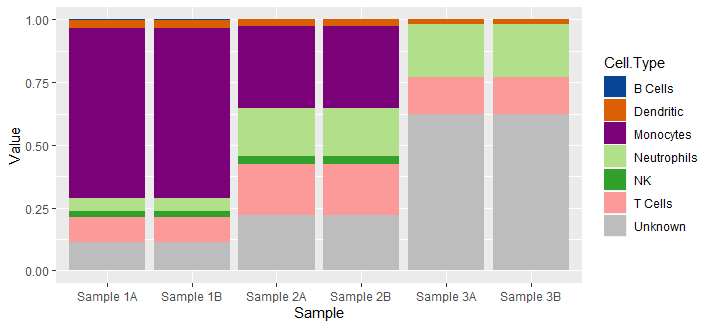 1.00
0.75
0.50
0.25
0.00
Value
Sample 1A Sample 1B Sample 2A Sample 2B Sample 3A Sample 3B
Sample
Cell.Type
B Cells
Dendritic
Monocytes
Neutrophils
NK
T Cells
Unknown